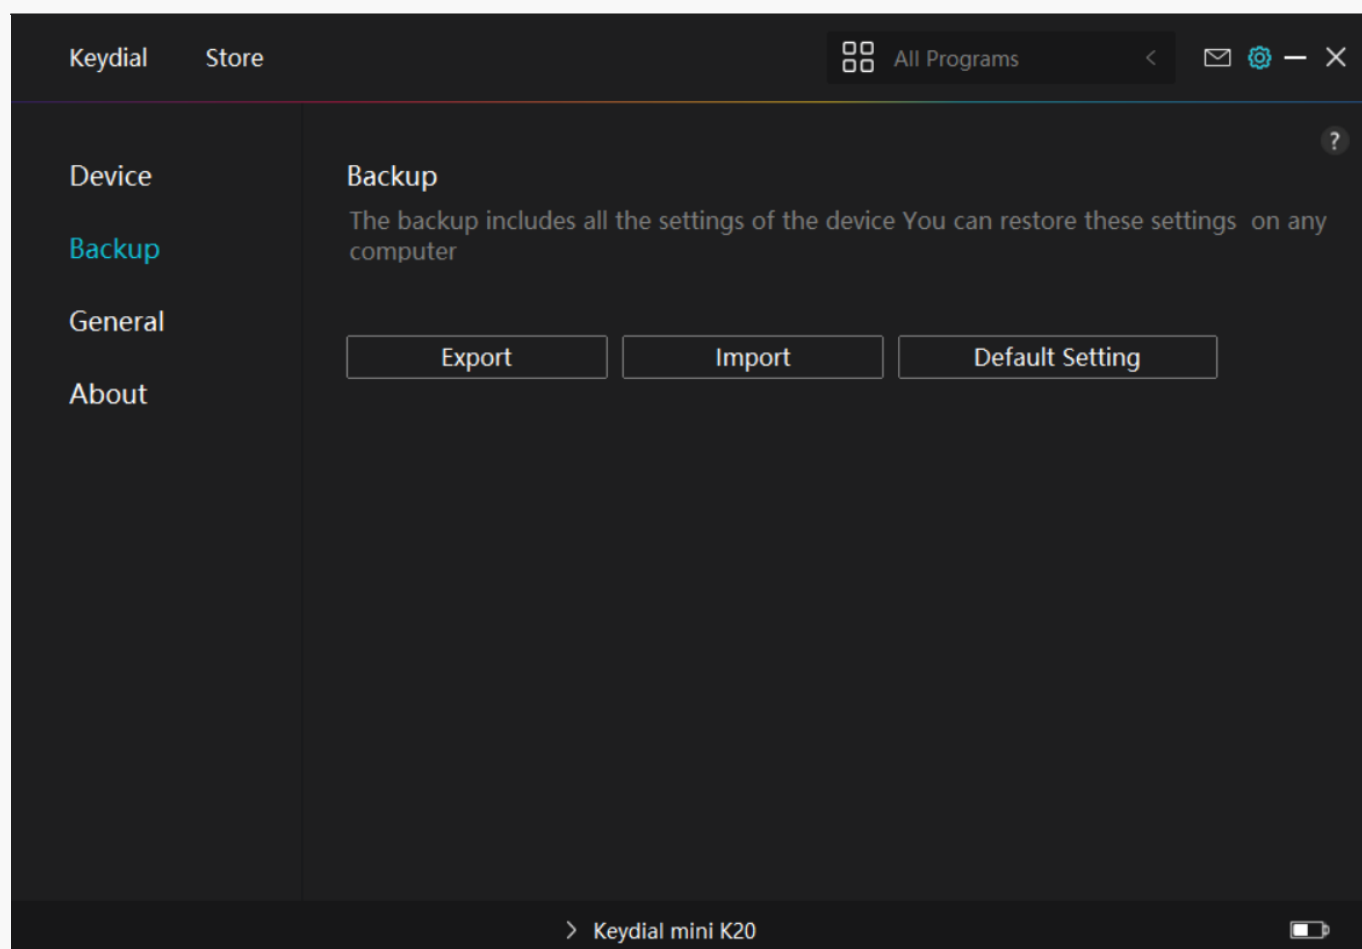 Keydial Store All Programs
?
Device
Backup
General
About
Backup
The backup includes all the settings of the device You can restore these settings on any
computer
Export Import Default Setting
Keydial mini K20